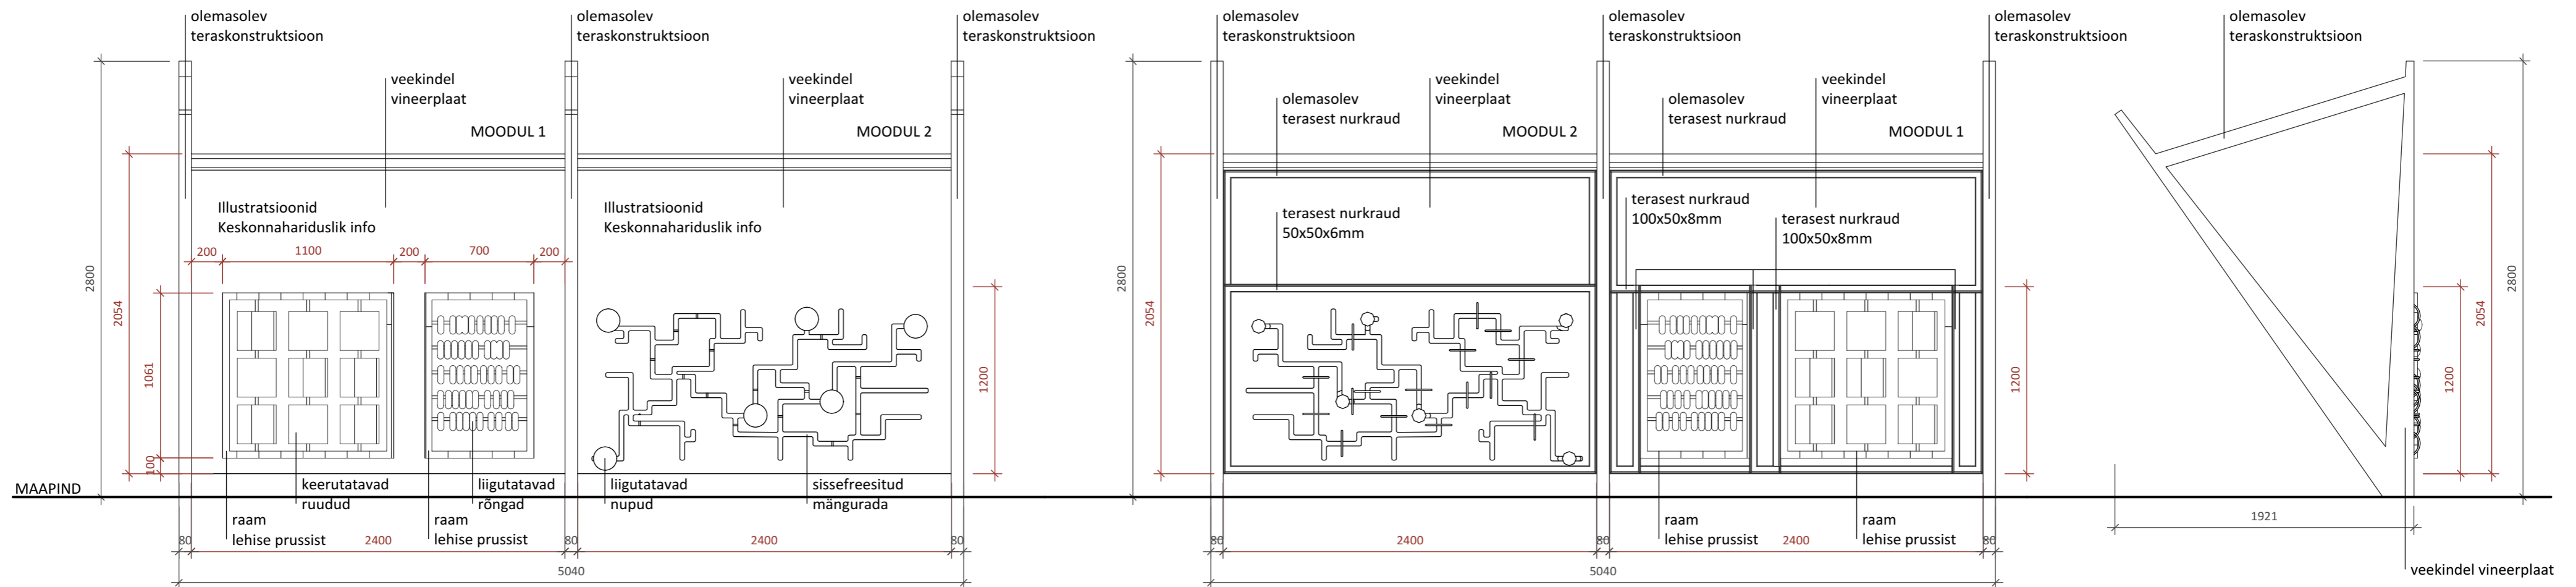 olemasolev
teraskonstruktsioon
olemasolev
teraskonstruktsioon
olemasolev
teraskonstruktsioon
veekindel
vineerplaat
veekindel
vineerplaat
MOODUL 1
MOODUL 2
Illustratsioonid
Keskonnahariduslik info
Illustratsioonid
Keskonnahariduslik info
200
1100
200
700
200
2800
2054
1061
100
1200
MAAPIND
keerutatavad
ruudud
liigutatavad
rõngad
liigutatavad
nupud
sissefreesitud
mängurada
raam
lehise prussist
raam
lehise prussist
80
2400
80
2400
80
5040
olemasolev
teraskonstruktsioon
olemasolev
teraskonstruktsioon
olemasolev
teraskonstruktsioon
olemasolev
terasest nurkraud
veekindel
vineerplaat
olemasolev
terasest nurkraud
veekindel
vineerplaat
MOODUL 2
MOODUL 1
terasest nurkraud
50x50x6mm
terasest nurkraud
100x50x8mm
terasest nurkraud
100x50x8mm
2800
2054
1200
raam
lehise prussist
raam
lehise prussist
80
2400
80
2400
80
5040
olemasolev
teraskonstruktsioon
2800
2054
1200
1921
veekindel vineerplaat